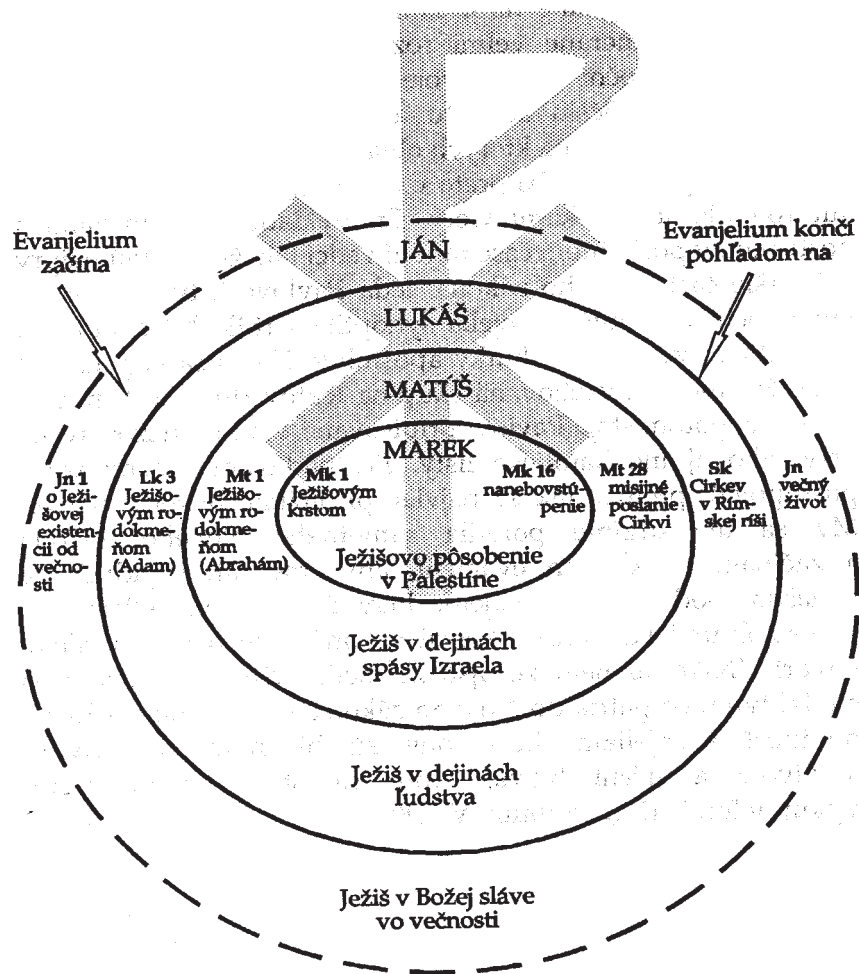 Evanjelium
začína
Evanjelium končí
pohľadom na
JÁN
LUKÁŠ
MATÚŠ
MAREK
Jn 1
o Ježi-
šovej
existen-
cii od
večno-
sti
Lk 3
Ježišo-
vým ro-
dokme-
ňom
(Adam)
Mt 1
Ježišo-
vým ro-
dokme-
ňom
(Abrahám)
Mk 1
Ježišovým
krstom
Mk 16
nanebovstú-
penie
Mt 28
misijné
poslanie
Cirkvi
Sk
Cirkev
v Rím-
skej ríši
Jn
večný
život
Ježišovo pôsobenie
v Palestíne
Ježiš v dejinách
spásy Izraela
Ježiš v dejinách
ľudstva
Ježiš v Božej sláve
vo večnosti